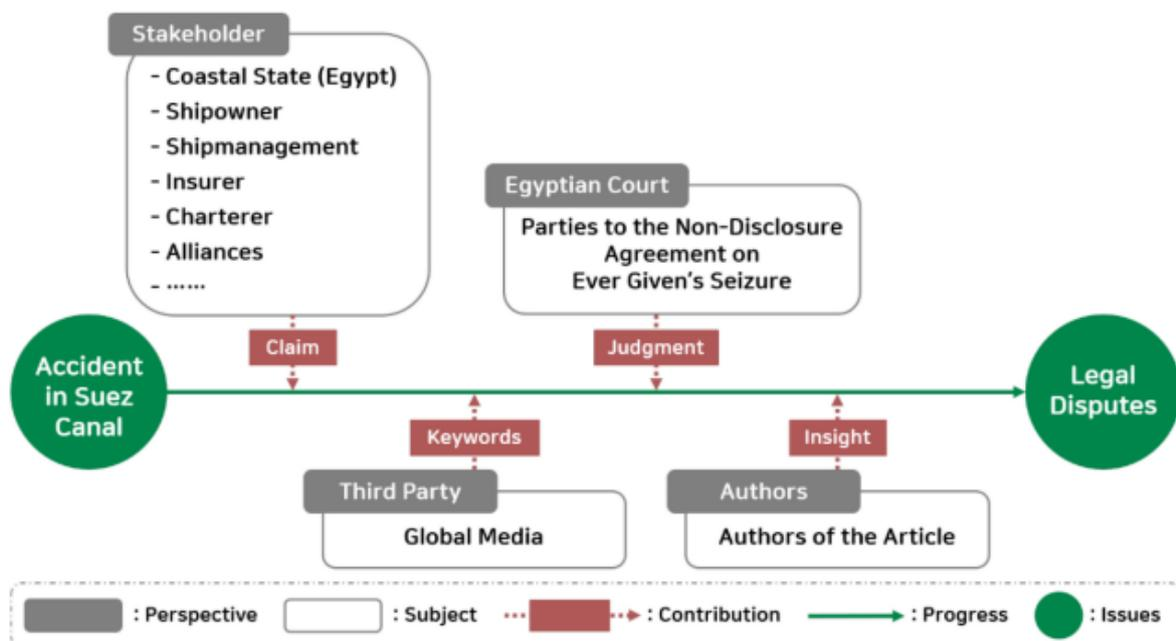 Stakeholder
- Coastal State (Egypt)
- Shipowner
- Shipmanagement
- Insurer
- Charterer
- Alliances
- ......
Egyptian Court
Parties to the Non-Disclosure
Agreement on
Ever Given's Seizure
Claim
Judgment
Accident
in Suez
Canal
Legal
Disputes
Keywords
Insight
Third Party
Global Media
Authors
Authors of the Article
: Perspective
: Subject
: Contribution
: Progress
: Issues